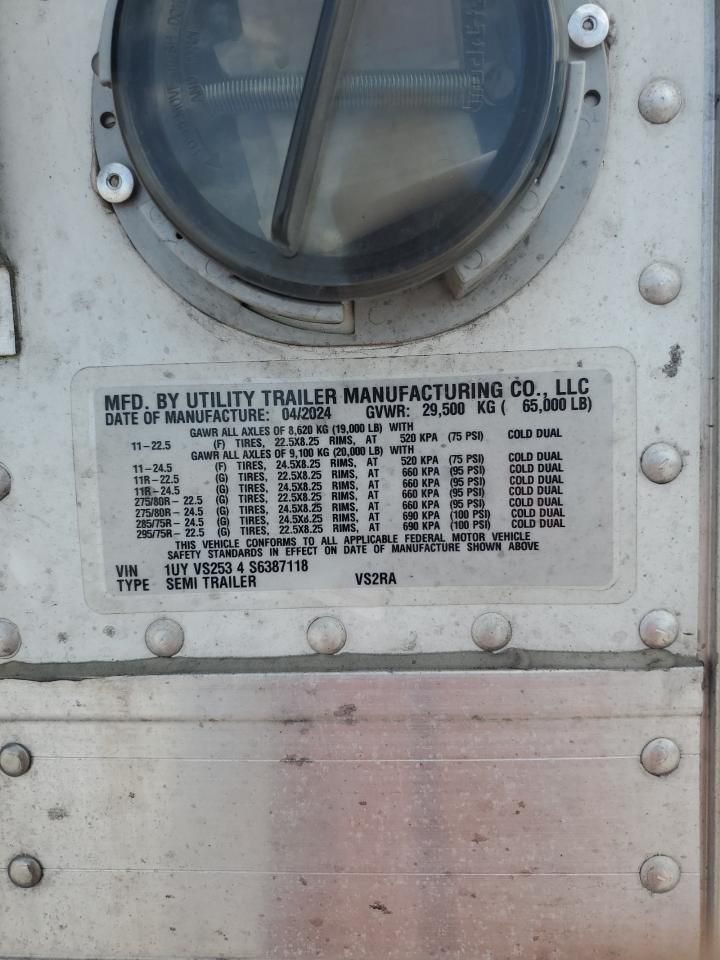 MFD. BY UTILITY TRAILER MANUFACTURING CO., LLC
DATE OF MANUFACTURE: 04/2024 GVWR: 29,500 KG ( 65,000 LB)
GAWR ALL AXLES OF 8,620 KG (19,000 LB) WITH
11-22.5 (F) TIRES, 22.5X8.25 RIMS, AT 520 KPA (75 PSI) COLD DUAL
GAWR ALL AXLES OF 9,100 KG (20,000 LB) WITH
11-24.5 (F) TIRES, 24.5X8.25 RIMS, AT 520 KPA (75 PSI) COLD DUAL
11R-22.5 (G) TIRES, 22.5X8.25 RIMS, AT 660 KPA (95 PSI) COLD DUAL
11R-24.5 (G) TIRES, 24.5X8.25 RIMS, AT 660 KPA (95 PSI) COLD DUAL
275/80R-22.5 (G) TIRES, 22.5X8.25 RIMS, AT 660 KPA (95 PSI) COLD DUAL
275/80R-24.5 (G) TIRES, 24.5X8.25 RIMS, AT 660 KPA (95 PSI) COLD DUAL
285/75R-24.5 (G) TIRES, 24.5X8.25 RIMS, AT 690 KPA (100 PSI) COLD DUAL
295/75R-22.5 (G) TIRES, 22.5X8.25 RIMS, AT 690 KPA (100 PSI) COLD DUAL
THIS VEHICLE CONFORMS TO ALL APPLICABLE FEDERAL MOTOR VEHICLE
SAFETY STANDARDS IN EFFECT ON DATE OF MANUFACTURE SHOWN ABOVE
VIN 1UY VS253 4 S6387118
TYPE SEMI TRAILER VS2RA